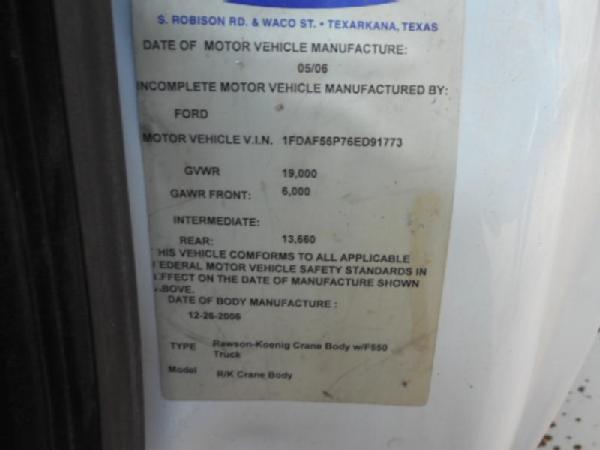 S. ROBISON RD. & WACO ST. • TEXARKANA, TEXAS
DATE OF MOTOR VEHICLE MANUFACTURE:
05/06
INCOMPLETE MOTOR VEHICLE MANUFACTURED BY:
FORD
MOTOR VEHICLE V.I.N. 1FDAF56P76ED91773
GVWR 19,000
GAWR FRONT: 6,000
INTERMEDIATE:
REAR: 13,660
HIS VEHICLE COMFORMS TO ALL APPLICABLE
FEDERAL MOTOR VEHICLE SAFETY STANDARDS IN
EFFECT ON THE DATE OF MANUFACTURE SHOWN
ABOVE.
DATE OF BODY MANUFACTURE :
12-26-2006
TYPE Rawson-Koenig Crane Body w/F550
Truck
Model R/K Crane Body